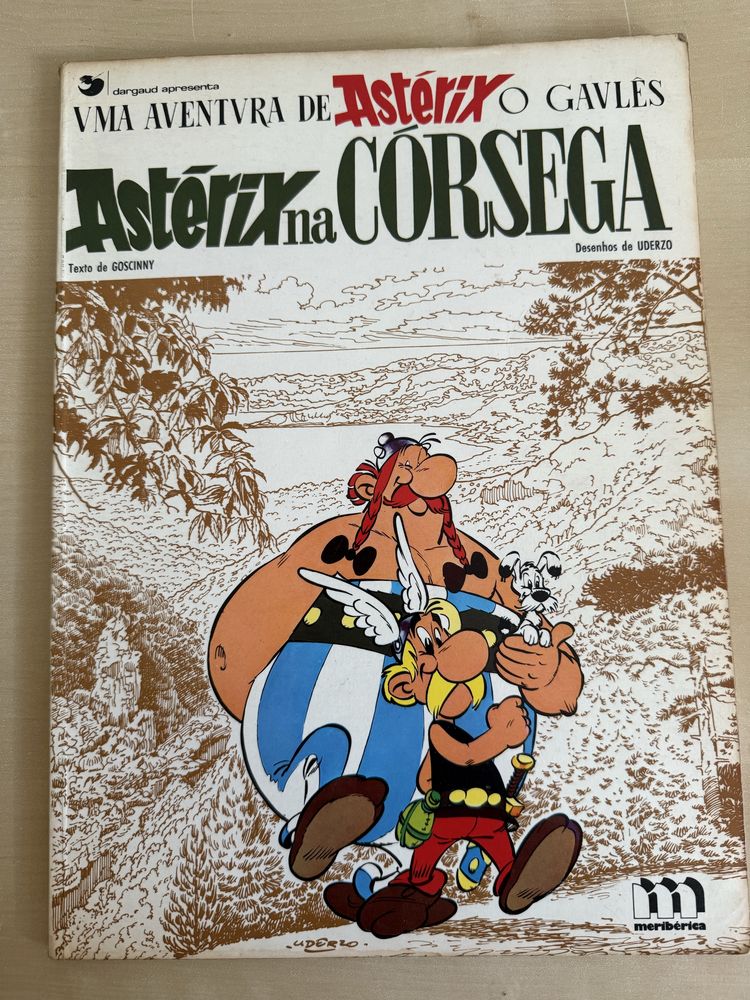 dargaud apresenta
VMA AVENTVRA DE Astérix O GAVLÊS
Astérix na CÓRSEGA
Texto de GOSCINNY
Desenhos de UDERZO
UDERZO
meribérica